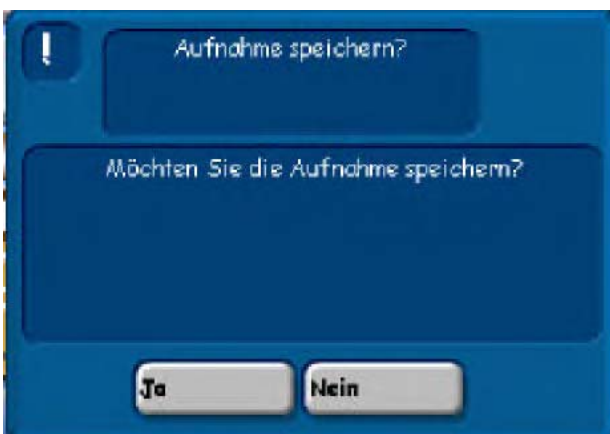 !
Aufnahme speichern?
Möchten Sie die Aufnahme speichern?
Ja
Nein